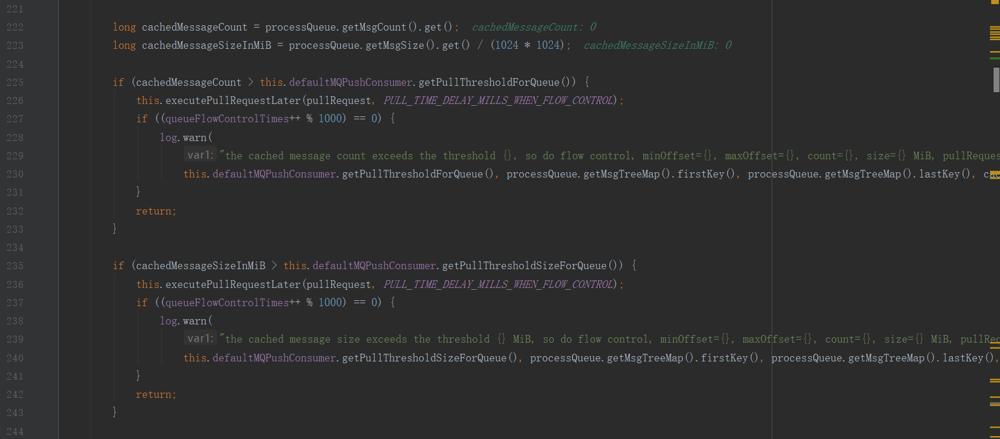 221
222 long cachedMessageCount = processQueue.getMsgCount().get(); cachedMessageCount: 0
223 long cachedMessageSizeInMiB = processQueue.getMsgSize().get() / (1024 * 1024); cachedMessageSizeInMiB: 0
224
225 if (cachedMessageCount > this.defaultMQPushConsumer.getPullThresholdForQueue()) {
226 this.executePullRequestLater(pullRequest, PULL_TIME_DELAY_MILLS_WHEN_FLOW_CONTROL);
227 if ((queueFlowControlTimes++ % 1000) == 0) {
228 log.warn(
229 var1: "the cached message count exceeds the threshold {}, so do flow control, minOffset={}, maxOffset={}, count={}, size={} MiB, pullReques
230 this.defaultMQPushConsumer.getPullThresholdForQueue(), processQueue.getMsgTreeMap().firstKey(), processQueue.getMsgTreeMap().lastKey(), ca
231 }
232 return;
233 }
234
235 if (cachedMessageSizeInMiB > this.defaultMQPushConsumer.getPullThresholdSizeForQueue()) {
236 this.executePullRequestLater(pullRequest, PULL_TIME_DELAY_MILLS_WHEN_FLOW_CONTROL);
237 if ((queueFlowControlTimes++ % 1000) == 0) {
238 log.warn(
239 var1: "the cached message size exceeds the threshold {} MiB, so do flow control, minOffset={}, maxOffset={}, count={}, size={} MiB, pullReq
240 this.defaultMQPushConsumer.getPullThresholdSizeForQueue(), processQueue.getMsgTreeMap().firstKey(), processQueue.getMsgTreeMap().lastKey(),
241 }
242 return;
243 }
244